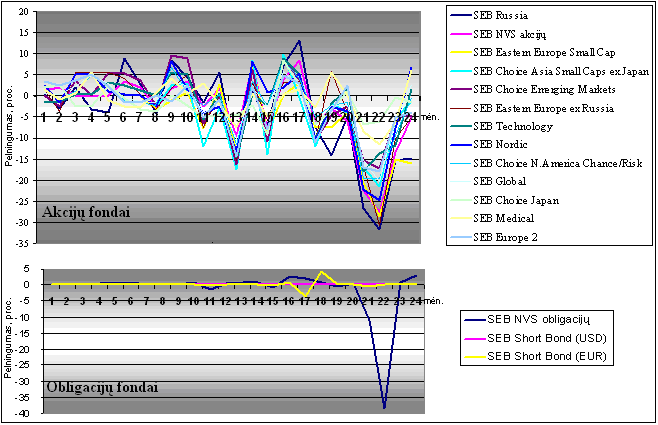 20
15
10
5
0
-5
-10
-15
-20
-25
-30
-35
Pelningumas, proc.
1 2 3 4 5 6 7 8 9 10 11 12 13 14 15 16 17 18 19 20 21 22 23 24 mėn.
Akcijų fondai
SEB Russia
SEB NVS akcijų
SEB Eastern Europe Small Cap
SEB Choice Asia Small Caps ex Japan
SEB Choice Emerging Markets
SEB Eastern Europe ex Russia
SEB Technology
SEB Nordic
SEB Choice N.America Chance/Risk
SEB Global
SEB Choice Japan
SEB Medical
SEB Europe 2
5
0
-5
-10
-15
-20
-25
-30
-35
-40
Pelningumas, proc.
1 2 3 4 5 6 7 8 9 10 11 12 13 14 15 16 17 18 19 20 21 22 23 24 mėn.
Obligacijų fondai
SEB NVS obligacijų
SEB Short Bond (USD)
SEB Short Bond (EUR)